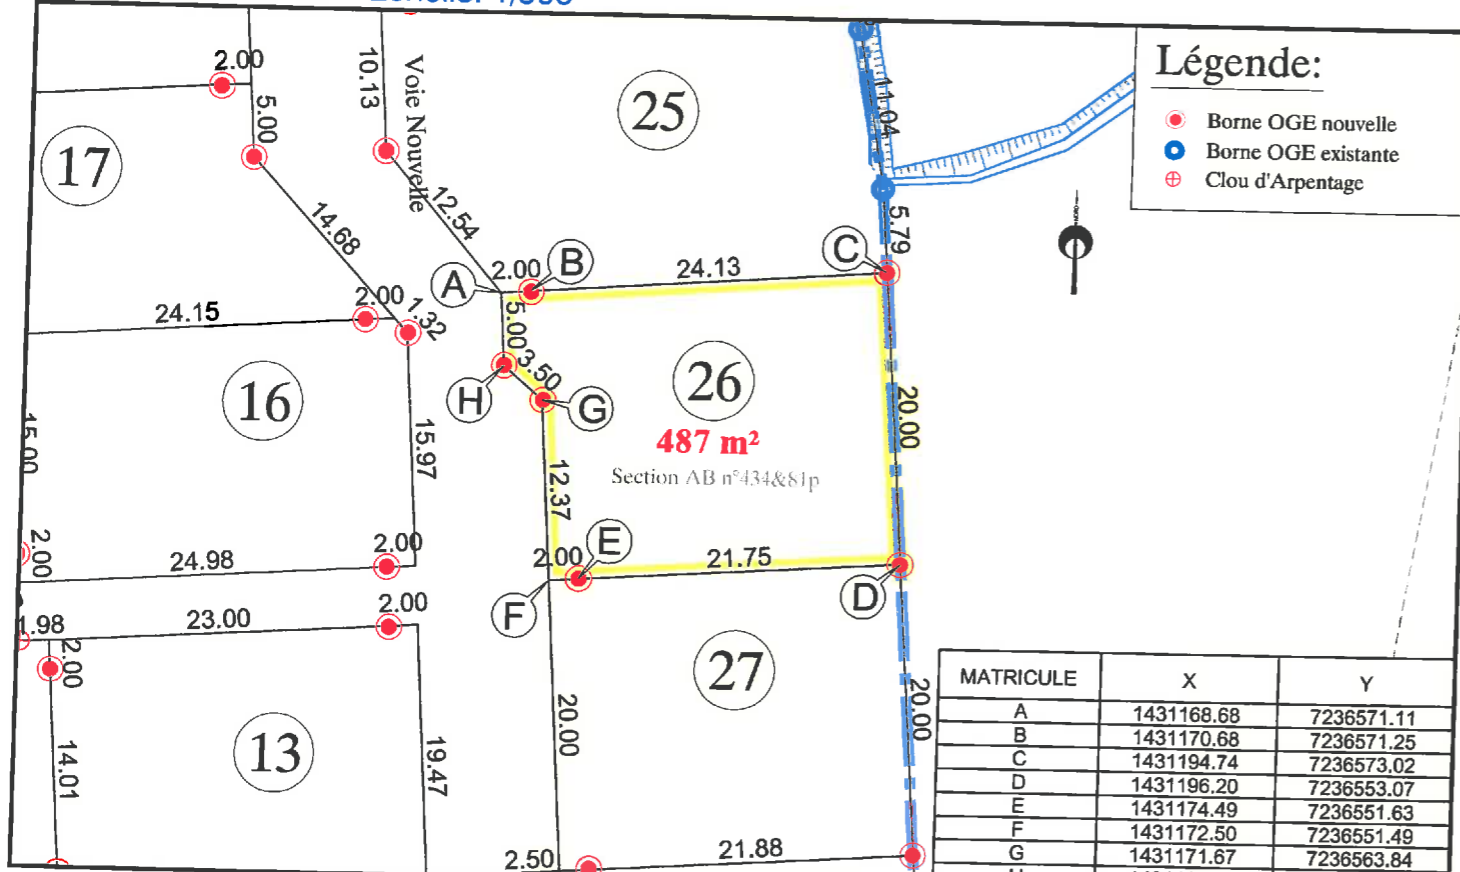 2.00
5.00
17
14.68
10.13
Voie Nouvelle
12.54
25
11.04
5.79
Légende:
Borne OGE nouvelle
Borne OGE existante
Clou d'Arpentage
A
2.00
B
24.13
C
24.15
2.00
1.32
5.00
3.50
H
G
16
15.00
15.97
26
487 m²
Section AB n°434&81p
20.00
12.37
2.00
24.98
2.00
2.00
E
21.75
D
F
1.98
23.00
2.00
2.00
14.01
13
19.47
27
20.00
20.00
2.50
21.88
MATRICULE X Y
A 1431168.68 7236571.11
B 1431170.68 7236571.25
C 1431194.74 7236573.02
D 1431196.20 7236553.07
E 1431174.49 7236551.63
F 1431172.50 7236551.49
G 1431171.67 7236563.84